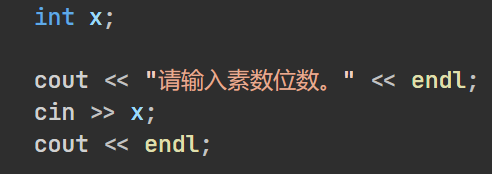 int x;
cout << "请输入素数位数。" << endl;
cin >> x;
cout << endl;